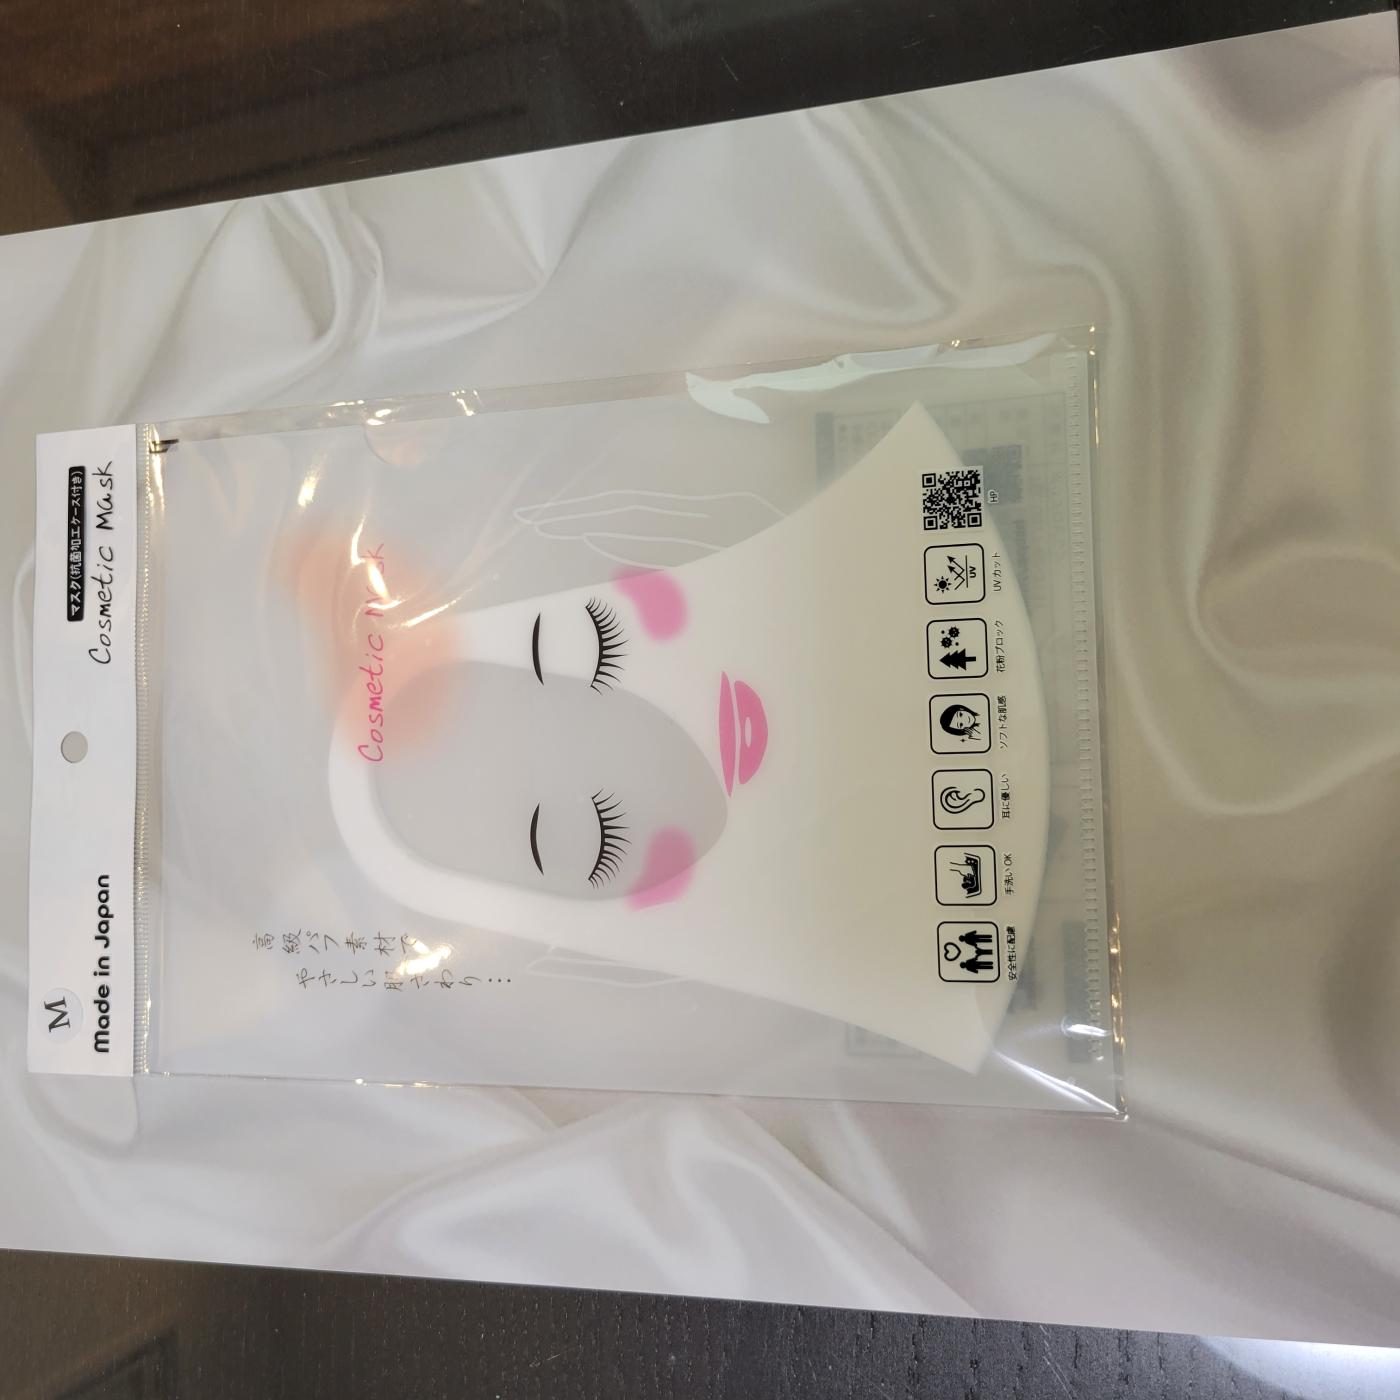 M
Made in Japan
マスク(抗菌加工ケース付き)
Cosmetic Mask
Cosmetic Mask
高級パフ素材で
やさしい肌ざわり…
安全性に配慮
手洗いOK
耳に優しい
ソフトな肌感
花粉ブロック
UV
UVカット
HP